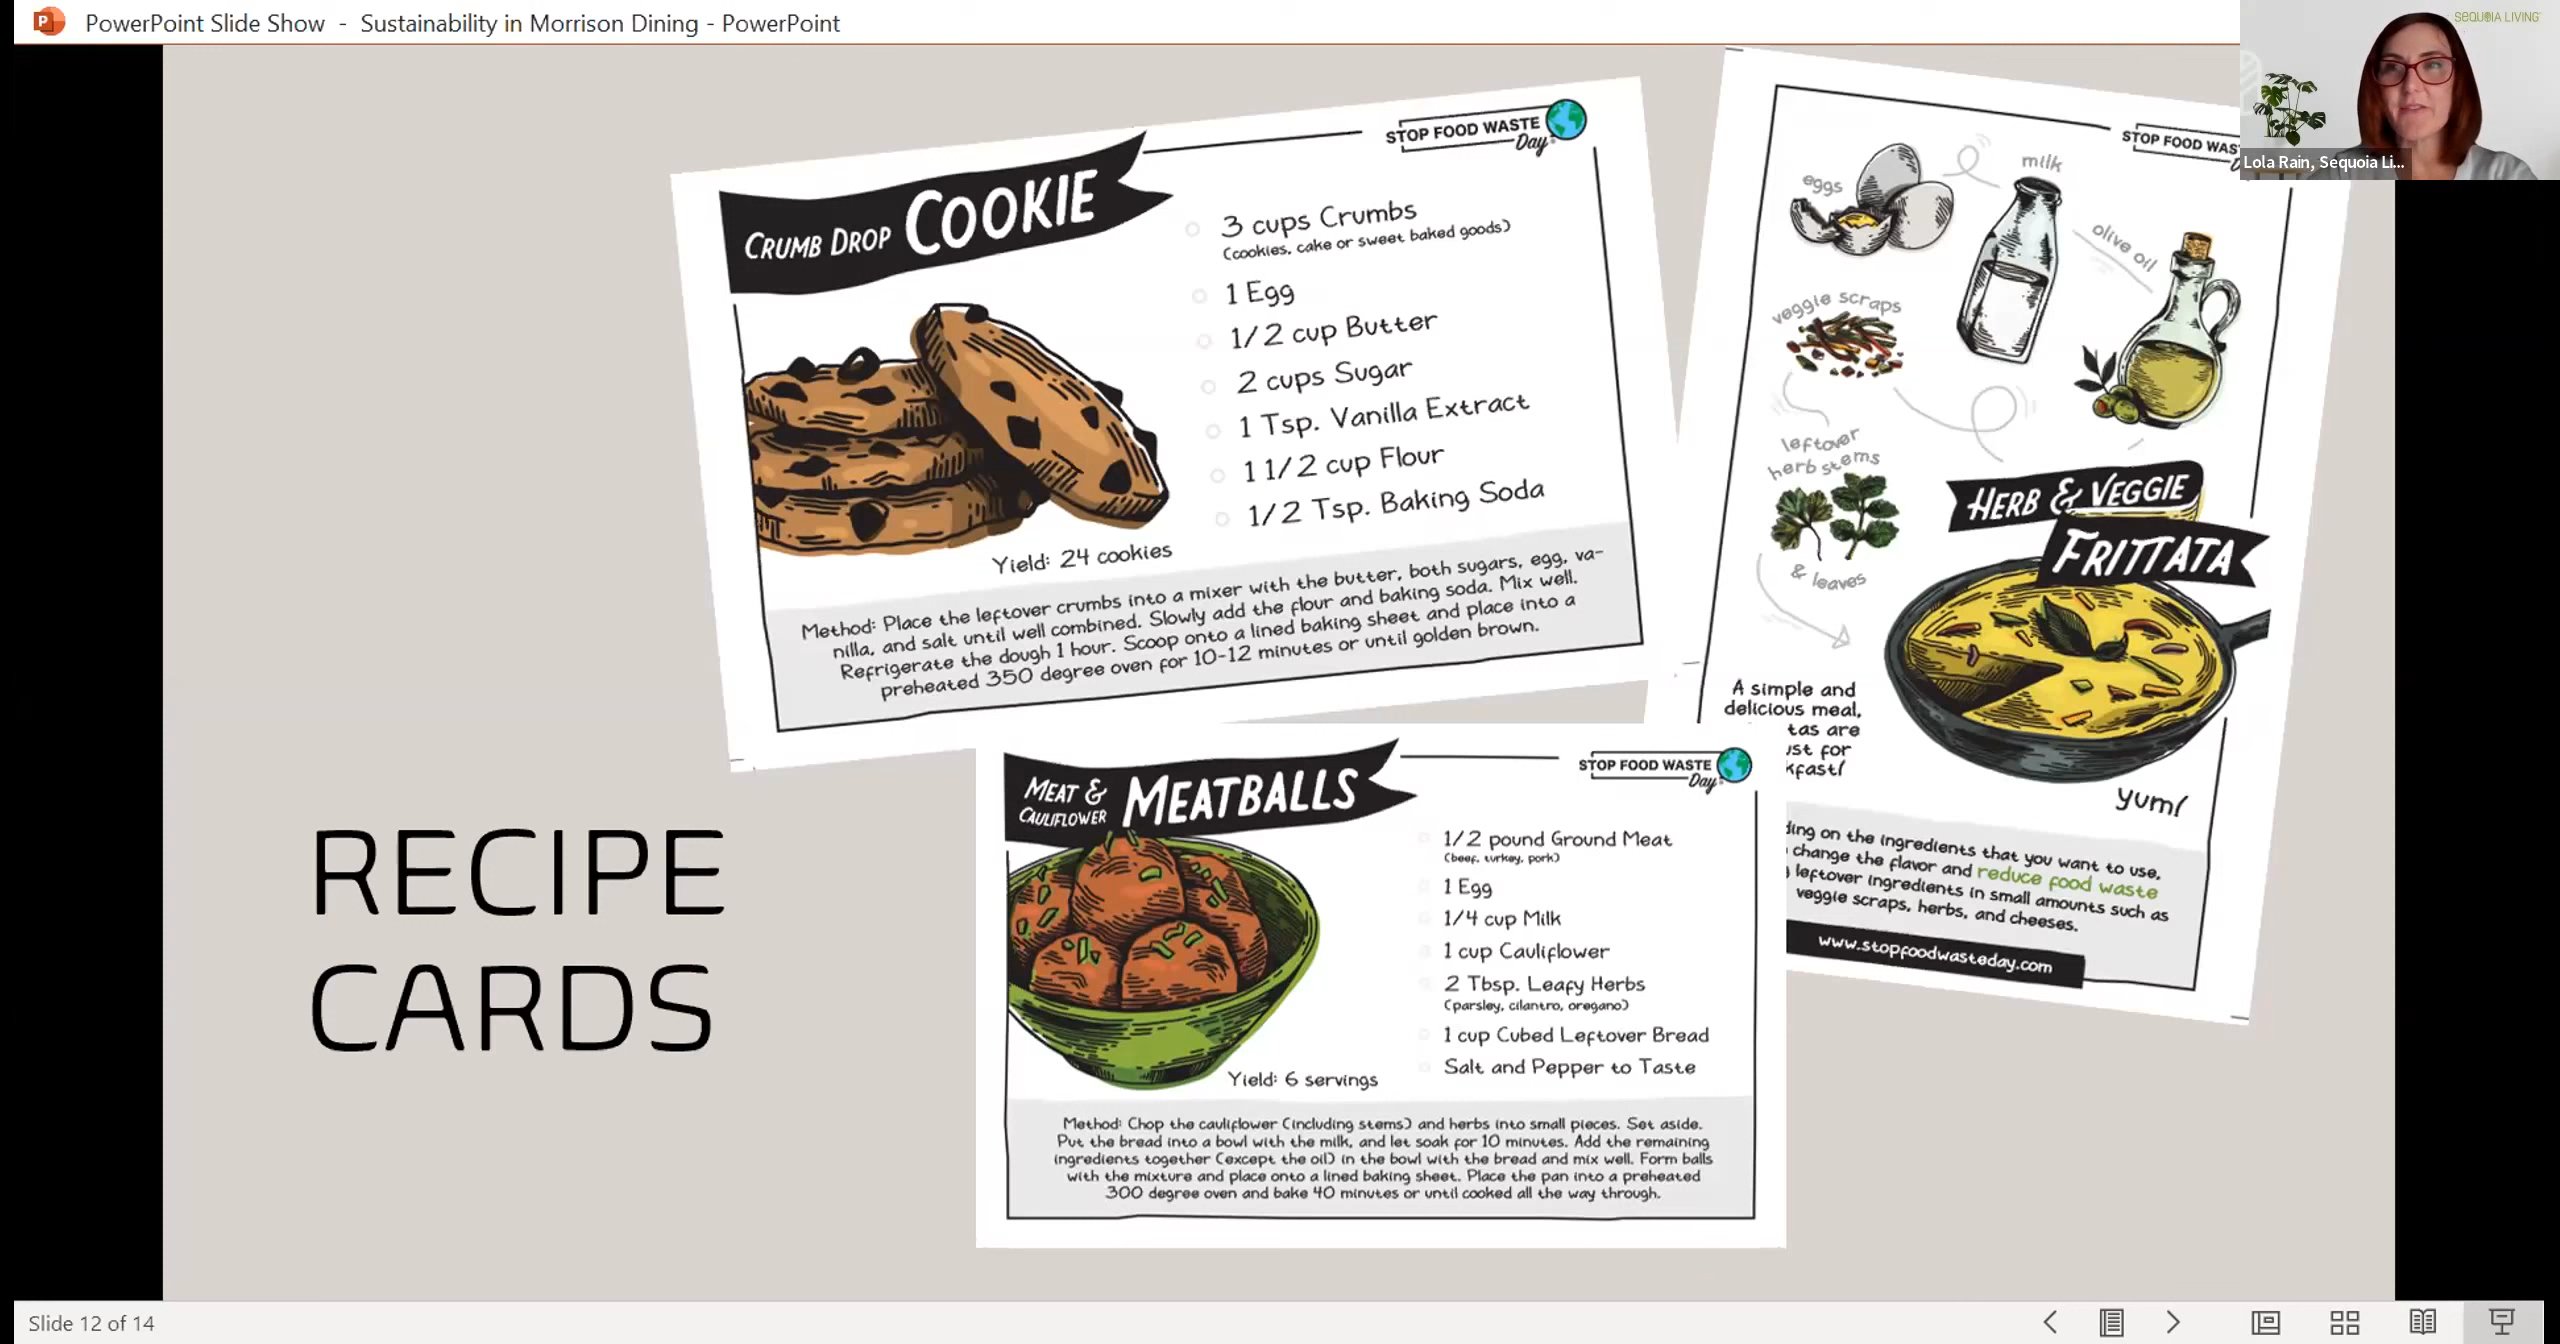 PowerPoint Slide Show - Sustainability in Morrison Dining - PowerPoint
SEQUOIA LIVING
Lola Rain, Sequoia Li...
CRUMB DROP COOKIE
STOP FOOD WASTE
Day
3 cups Crumbs
(cookies, cake or sweet baked goods)
1 Egg
1/2 cup Butter
2 cups Sugar
1 Tsp. Vanilla Extract
1 1/2 cup Flour
1/2 Tsp. Baking Soda
Yield: 24 cookies
Method: Place the leftover crumbs into a mixer with the butter, both sugars, egg, va-
nilla, and salt until well combined. Slowly add the flour and baking soda. Mix well.
Refrigerate the dough 1 hour. Scoop onto a lined baking sheet and place into a
preheated 350 degree oven for 10-12 minutes or until golden brown.
STOP FOOD WAS
eggs
milk
olive oil
veggie scraps
leftover
herb stems
& leaves
HERB & VEGGIE
FRITTATA
A simple and
delicious meal,
tas are
ust for
kfast!
yum!
ding on the ingredients that you want to use,
change the flavor and reduce food waste
leftover ingredients in small amounts such as
veggie scraps, herbs, and cheeses.
www.stopfoodwasteday.com
MEAT &
CAULIFLOWER MEATBALLS
STOP FOOD WASTE
Day
1/2 pound Ground Meat
(beef, turkey, pork)
1 Egg
1/4 cup Milk
1 cup Cauliflower
2 Tbsp. Leafy Herbs
(parsley, cilantro, oregano)
1 cup Cubed Leftover Bread
Salt and Pepper to Taste
Yield: 6 servings
Method: Chop the cauliflower (including stems) and herbs into small pieces. Set aside.
Put the bread into a bowl with the milk, and let soak for 10 minutes. Add the remaining
ingredients together (except the oil) in the bowl with the bread and mix well. Form balls
with the mixture and place onto a lined baking sheet. Place the pan into a preheated
300 degree oven and bake 40 minutes or until cooked all the way through.
RECIPE
CARDS
Slide 12 of 14